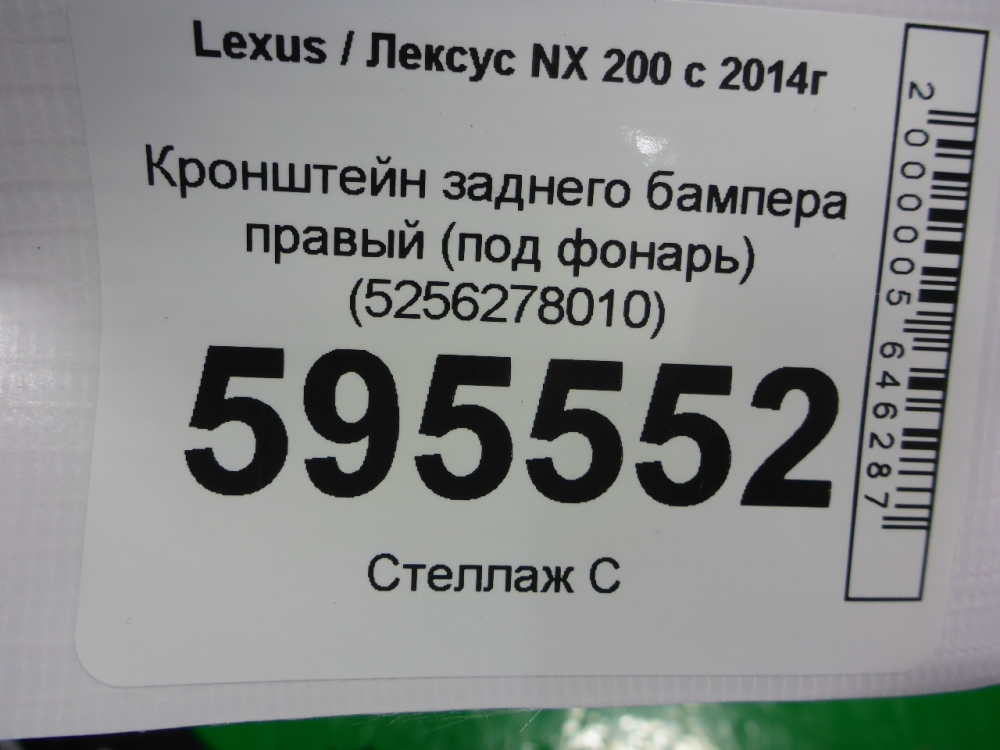 Lexus / Лексус NX 200 с 2014г
Кронштейн заднего бампера
правый (под фонарь)
(5256278010)
595552
Стеллаж С
2000005646287